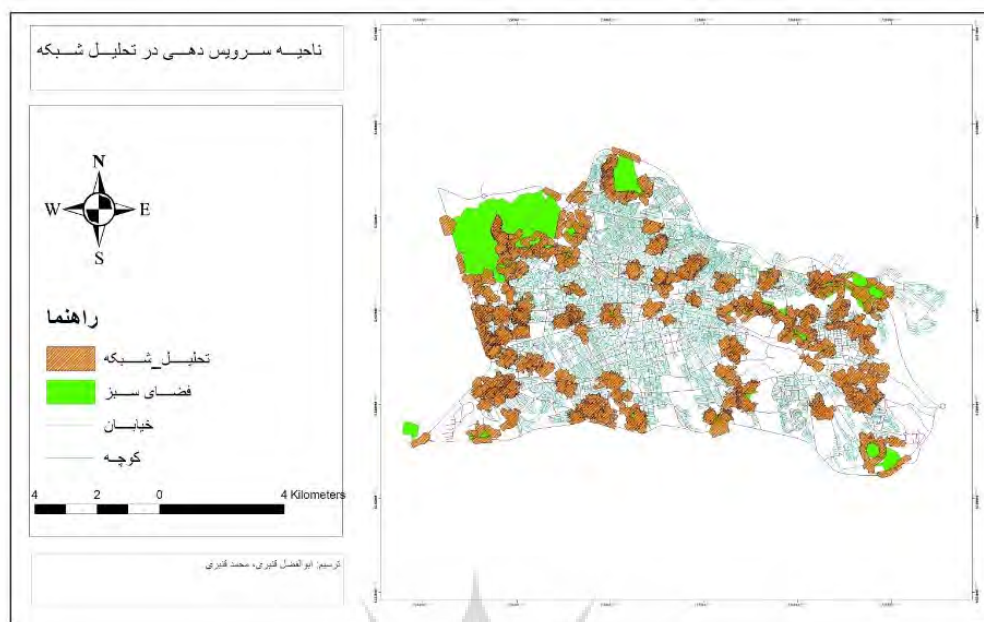 ناحیه سرویس دهی در تحلیل شبکه
N
W E
S
راهنما
تحلیل_شبکه
فضای سبز
خیابان
کوچه
4 2 0 4 Kilometers
ترسیم: ابوالفضل قنبری، محمد قنبری